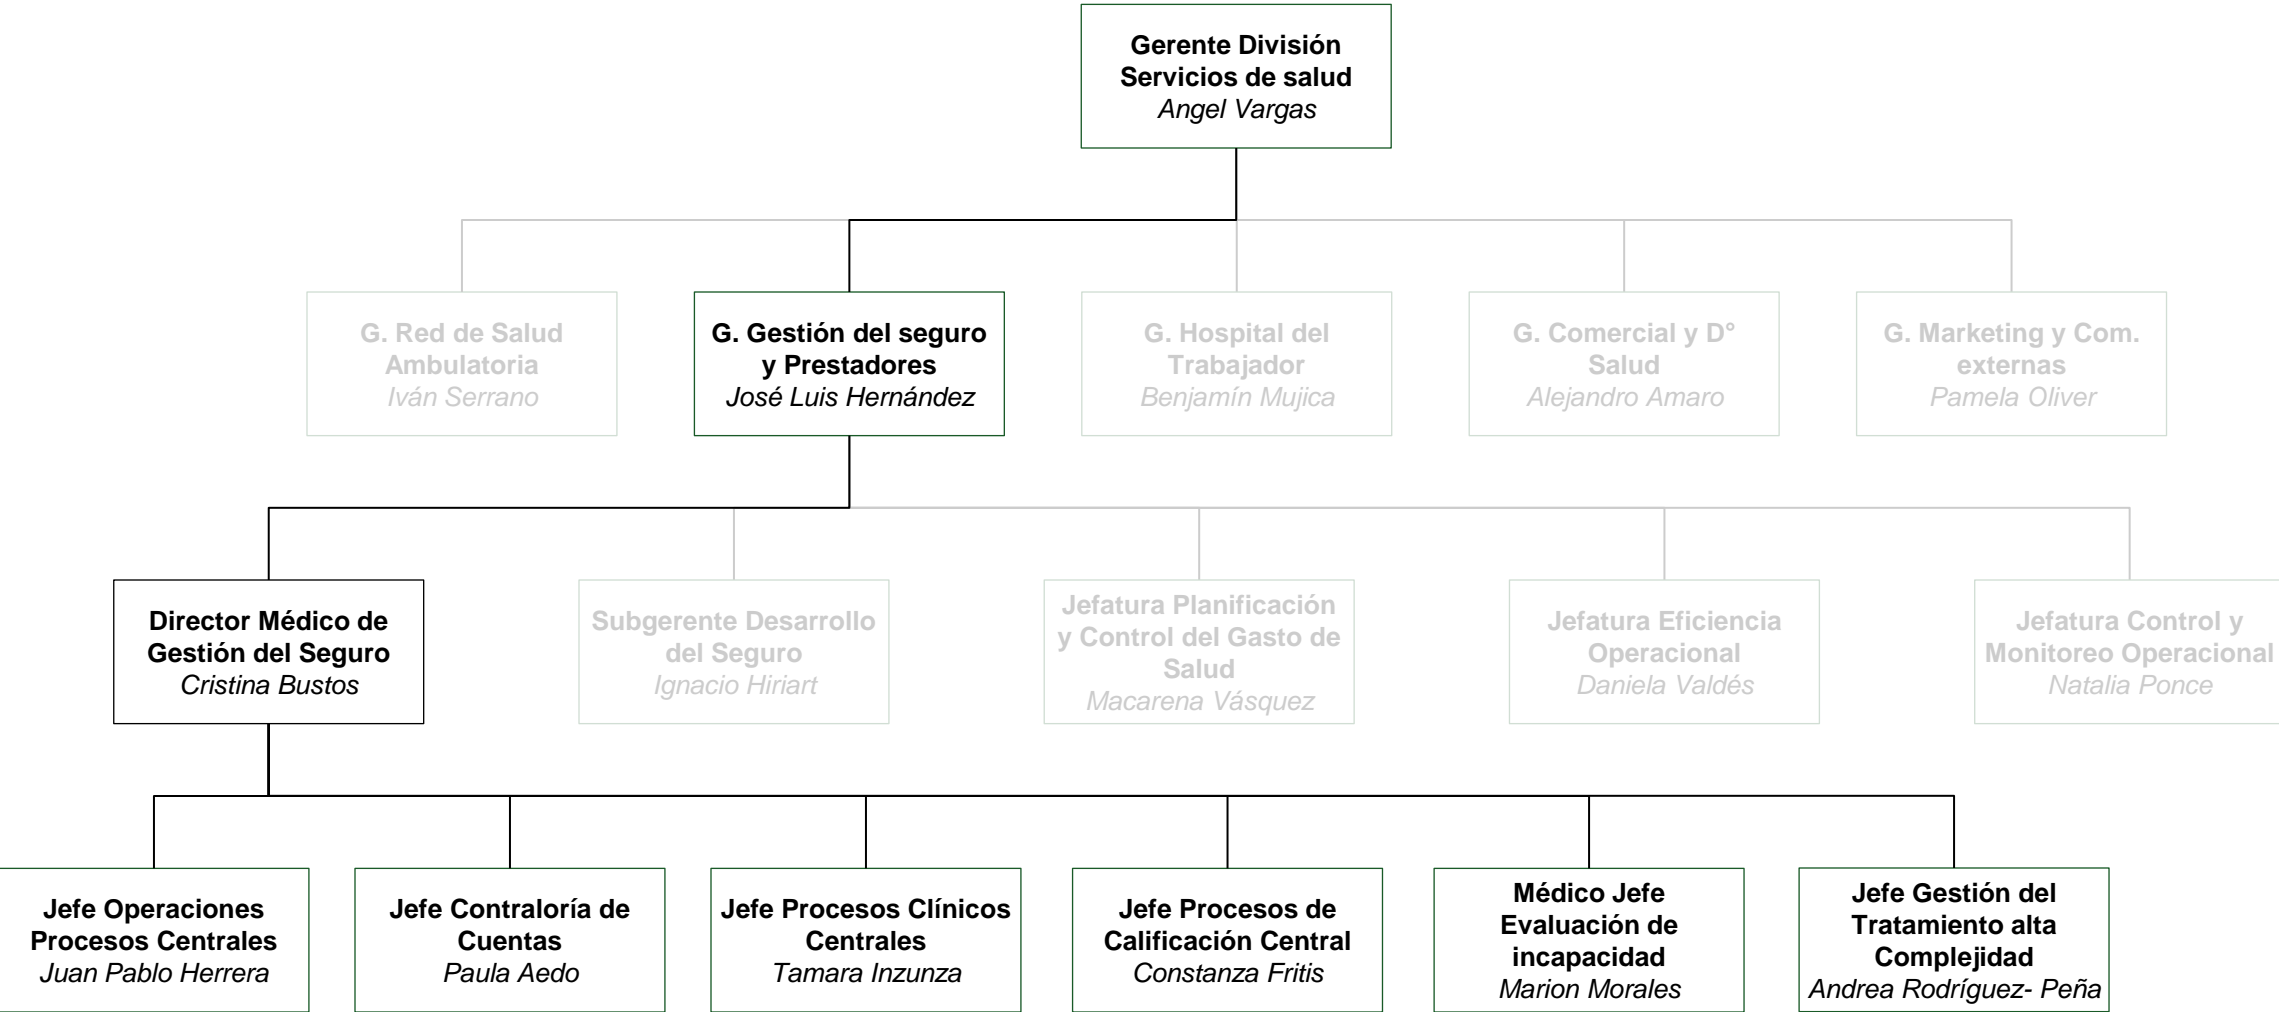 Gerente División
Servicios de salud
Angel Vargas
G. Red de Salud
Ambulatoria
Iván Serrano
G. Gestión del seguro
y Prestadores
José Luis Hernández
G. Hospital del
Trabajador
Benjamín Mujica
G. Comercial y D°
Salud
Alejandro Amaro
G. Marketing y Com.
externas
Pamela Oliver
Director Médico de
Gestión del Seguro
Cristina Bustos
Subgerente Desarrollo
del Seguro
Ignacio Hiriart
Jefatura Planificación
y Control del Gasto de
Salud
Macarena Vásquez
Jefatura Eficiencia
Operacional
Daniela Valdés
Jefatura Control y
Monitoreo Operacional
Natalia Ponce
Jefe Operaciones
Procesos Centrales
Juan Pablo Herrera
Jefe Contraloría de
Cuentas
Paula Aedo
Jefe Procesos Clínicos
Centrales
Tamara Inzunza
Jefe Procesos de
Calificación Central
Constanza Fritis
Médico Jefe
Evaluación de
incapacidad
Marion Morales
Jefe Gestión del
Tratamiento alta
Complejidad
Andrea Rodríguez- Peña